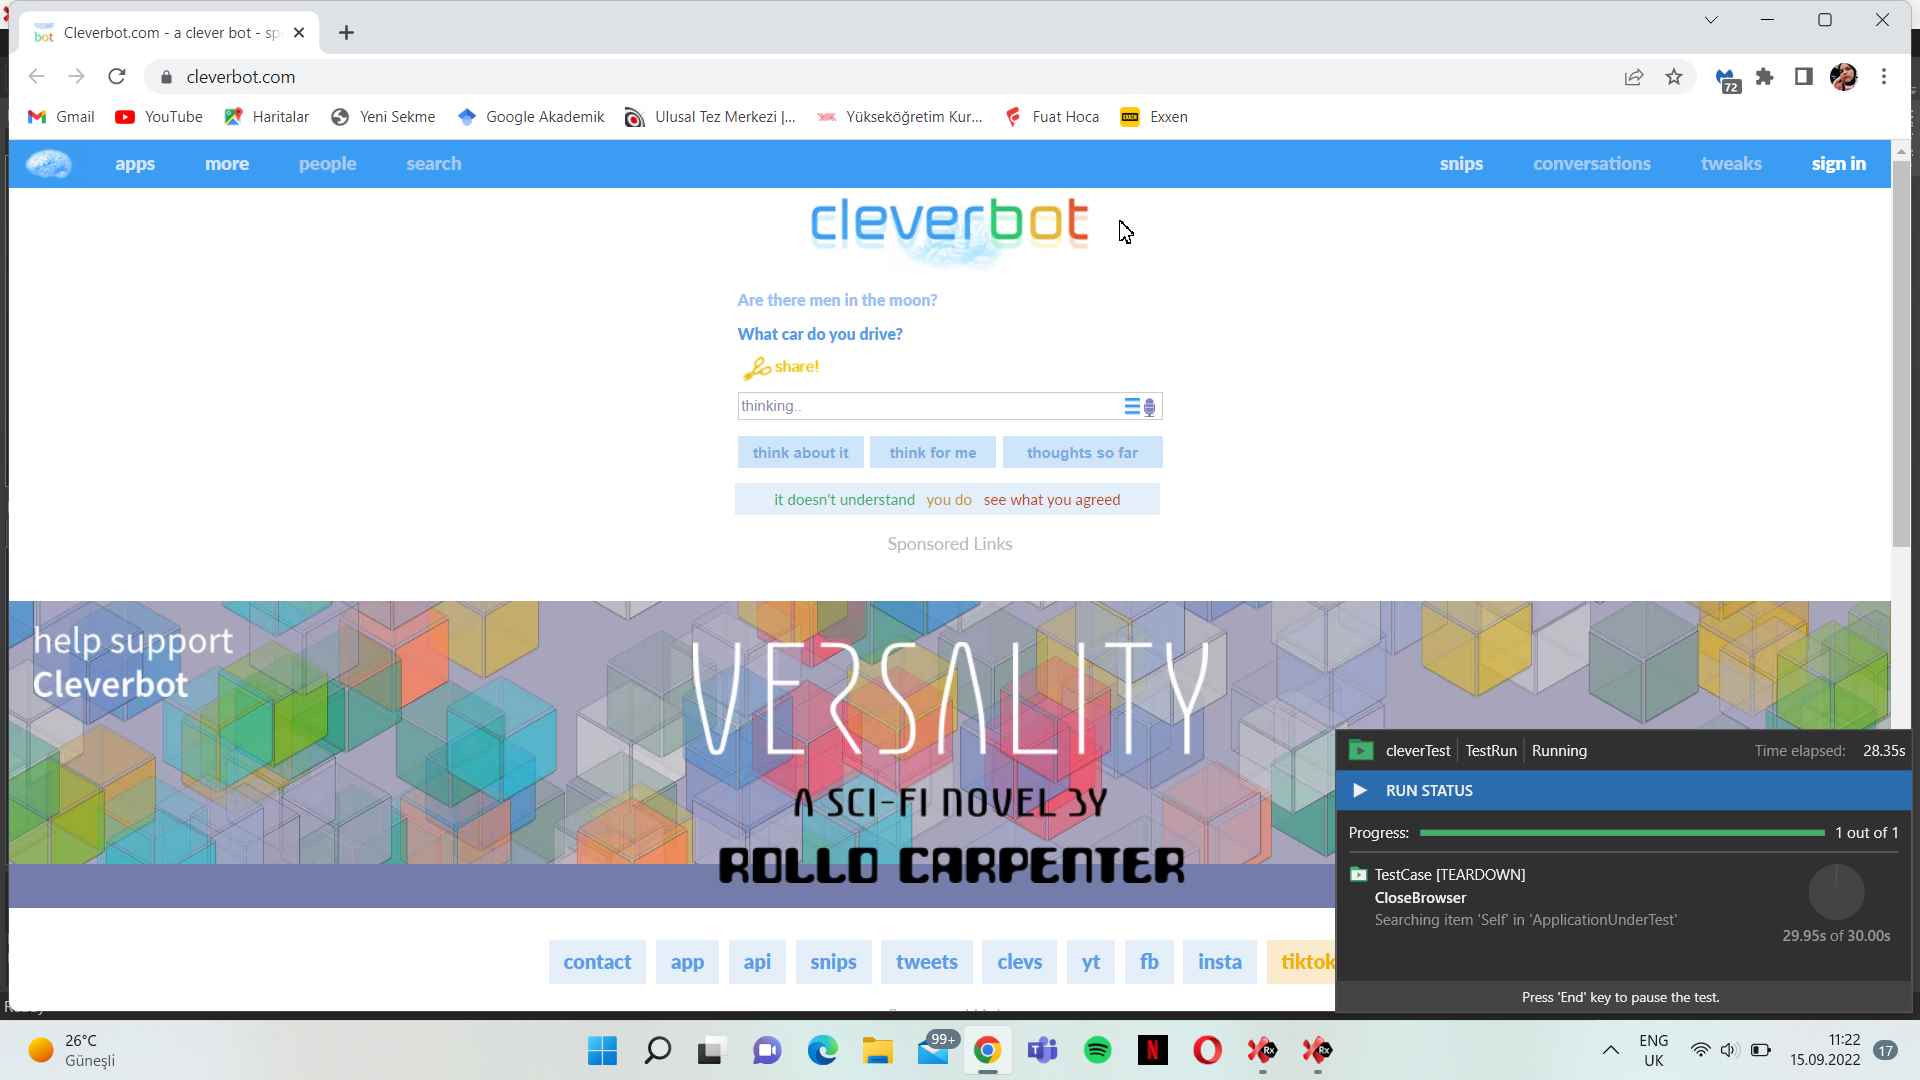 bot Cleverbot.com - a clever bot - sp
cleverbot.com
72
Gmail YouTube Haritalar Yeni Sekme Google Akademik Ulusal Tez Merkezi |... Yükseköğretim Kur... Fuat Hoca EXXEN Exxen
apps more people search snips conversations tweaks sign in
cleverbot
Are there men in the moon?
What car do you drive?
share!
thinking..
think about it think for me thoughts so far
it doesn't understand you do see what you agreed
Sponsored Links
help support
Cleverbot
VERSALITY
A SCI-FI NOVEL BY
ROLLO CARPENTER
cleverTest TestRun Running Time elapsed: 28.35s
RUN STATUS
Progress: 1 out of 1
TestCase [TEARDOWN]
CloseBrowser
Searching item 'Self' in 'ApplicationUnderTest'
29.95s of 30.00s
Press 'End' key to pause the test.
contact app api snips tweets clevs yt fb insta tiktok
26°C
Güneşli
99+
N
Rx
Rx
ENG
UK
11:22
15.09.2022
17